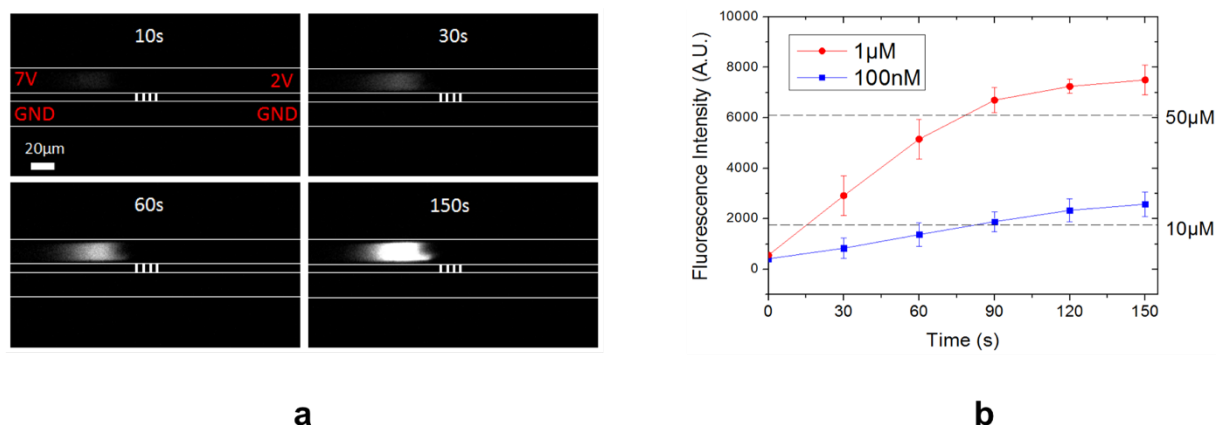 10s
30s
7V
2V
GND
GND
20µm
60s
150s
a
10000
8000
6000
4000
2000
0
Fluorescence Intensity (A.U.)
1µM
100nM
50µM
10µM
0
30
60
90
120
150
Time (s)
b